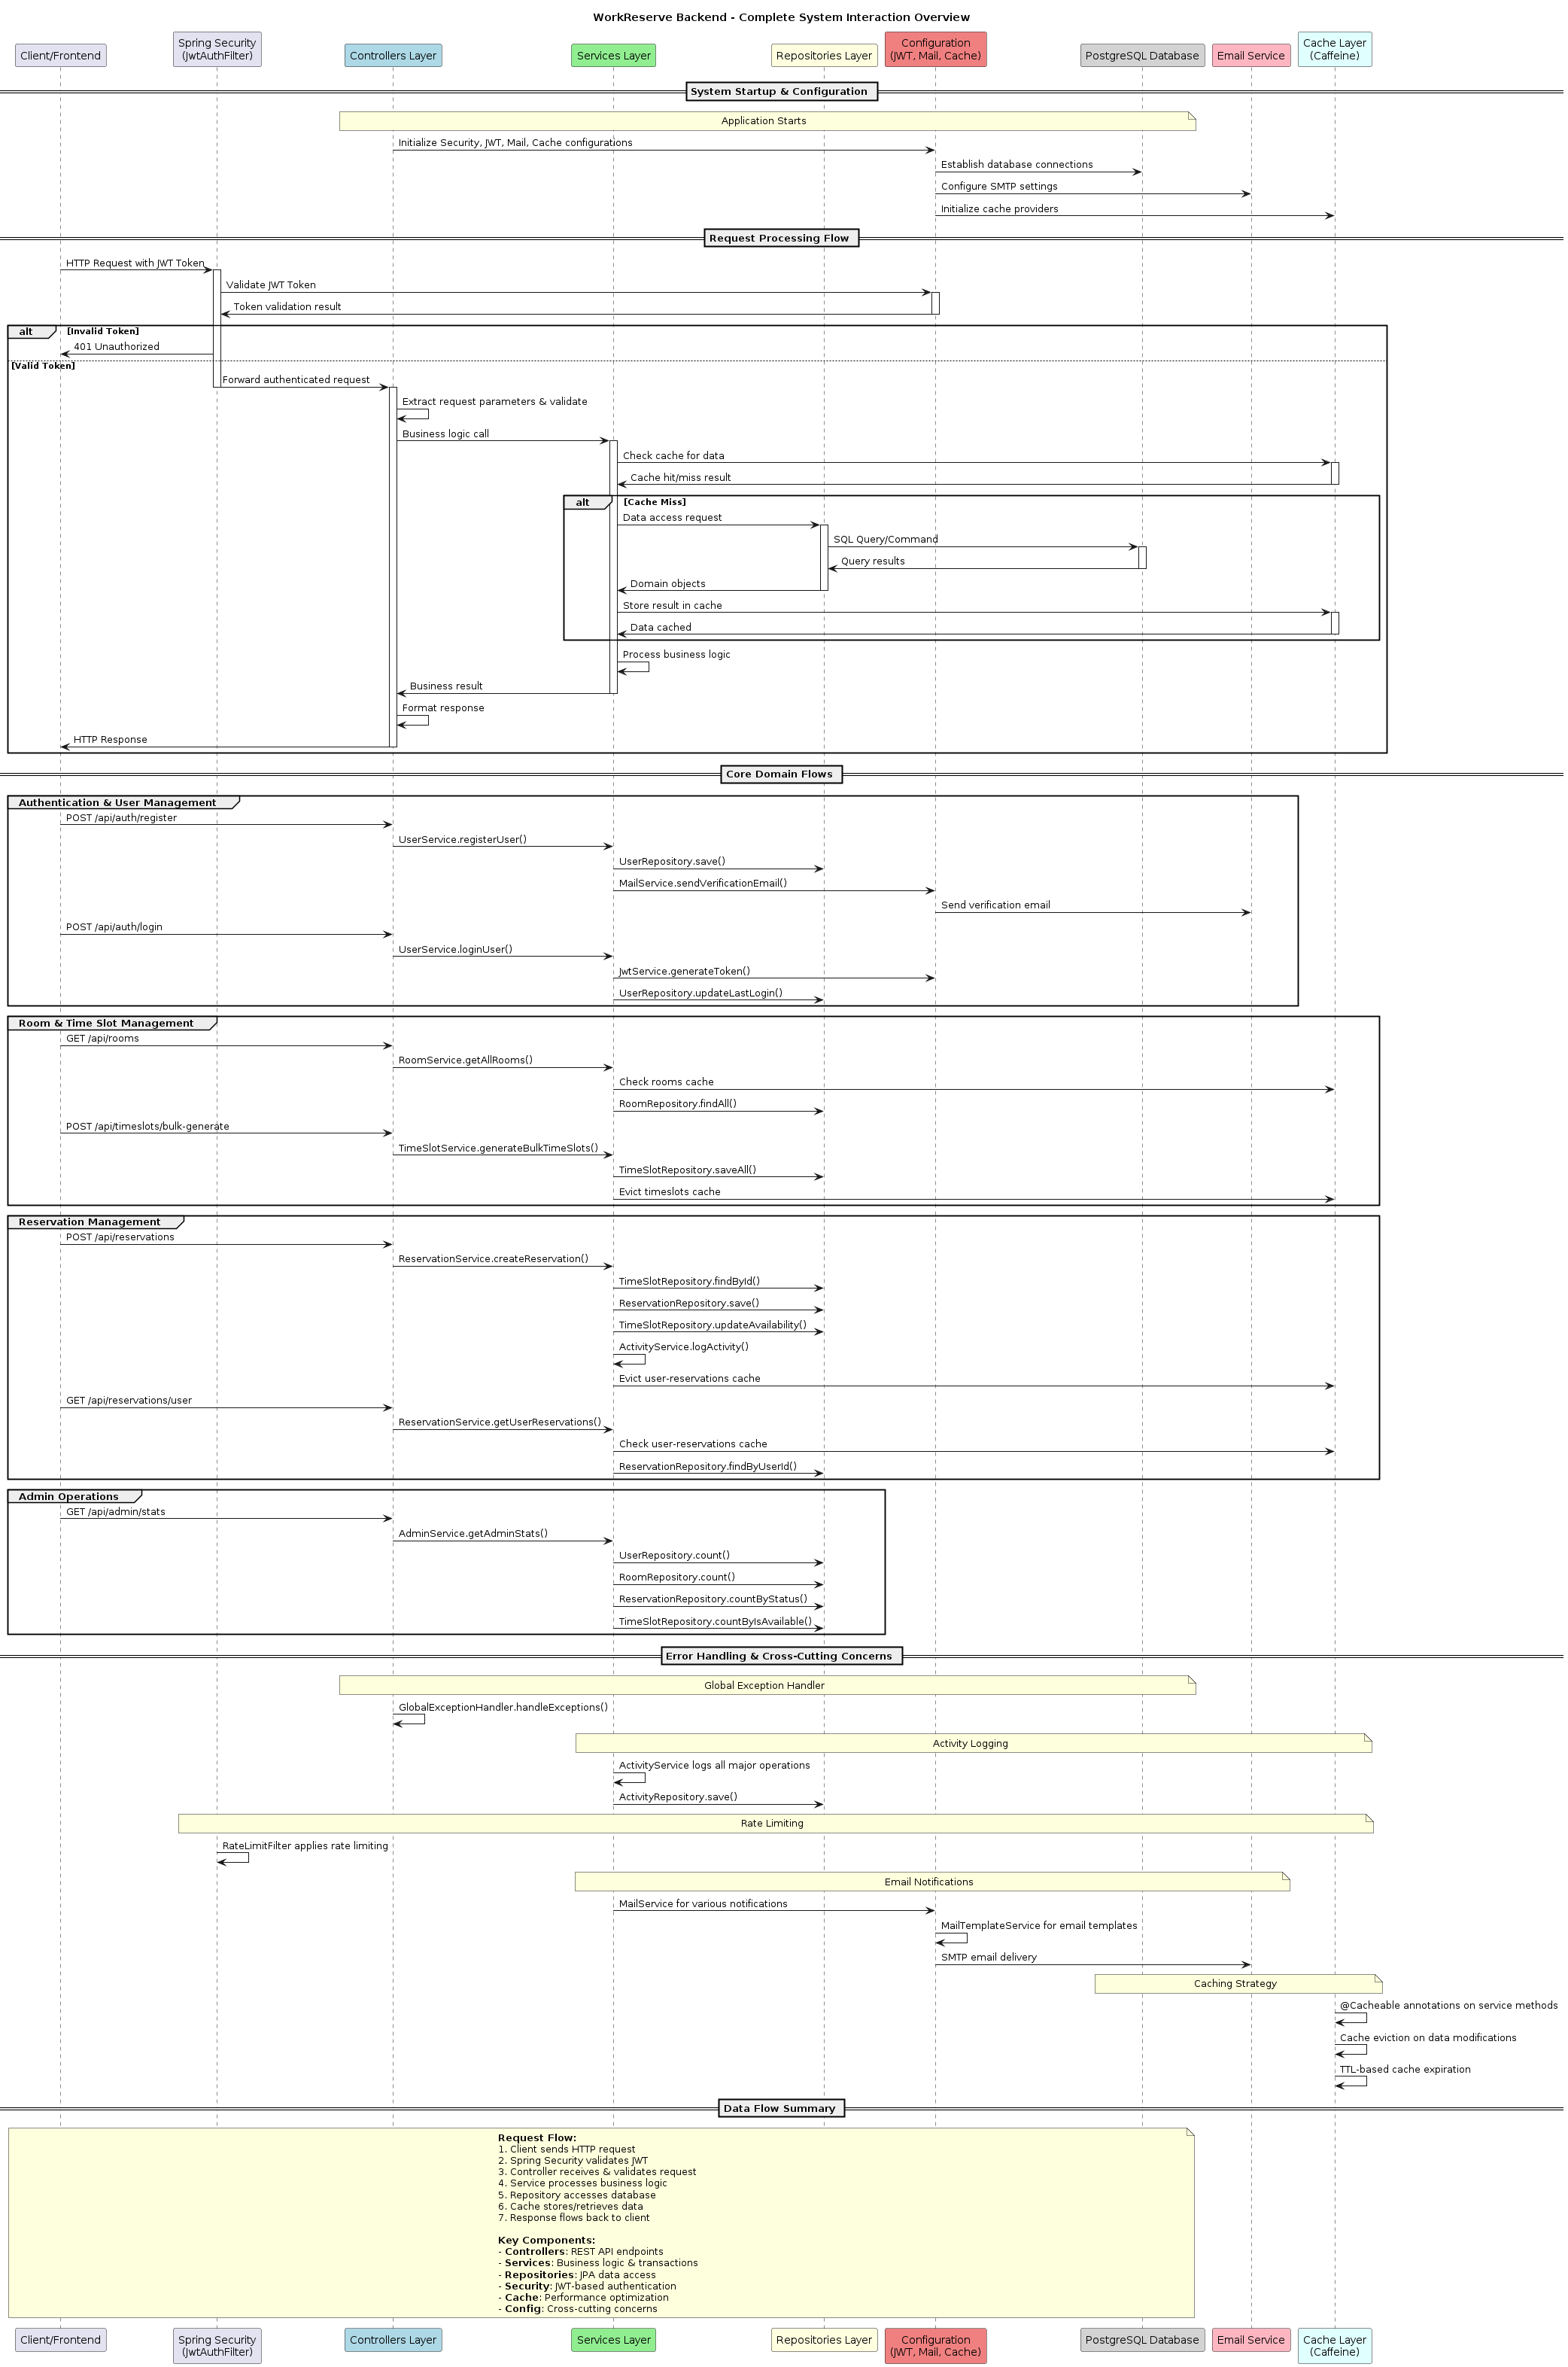 WorkReserve Backend - Complete System Interaction Overview
Client/Frontend
Spring Security
(JwtAuthFilter)
Controllers Layer
Services Layer
Repositories Layer
Configuration
(JWT, Mail, Cache)
PostgreSQL Database
Email Service
Cache Layer
(Caffeine)
System Startup & Configuration
Application Starts
Initialize Security, JWT, Mail, Cache configurations
Establish database connections
Configure SMTP settings
Initialize cache providers
Request Processing Flow
HTTP Request with JWT Token
Validate JWT Token
Token validation result
alt
[Invalid Token]
401 Unauthorized
[Valid Token]
Forward authenticated request
Extract request parameters & validate
Business logic call
Check cache for data
Cache hit/miss result
alt
[Cache Miss]
Data access request
SQL Query/Command
Query results
Domain objects
Store result in cache
Data cached
Process business logic
Business result
Format response
HTTP Response
Core Domain Flows
Authentication & User Management
POST /api/auth/register
UserService.registerUser()
UserRepository.save()
MailService.sendVerificationEmail()
Send verification email
POST /api/auth/login
UserService.loginUser()
JwtService.generateToken()
UserRepository.updateLastLogin()
Room & Time Slot Management
GET /api/rooms
RoomService.getAllRooms()
Check rooms cache
RoomRepository.findAll()
POST /api/timeslots/bulk-generate
TimeSlotService.generateBulkTimeSlots()
TimeSlotRepository.saveAll()
Evict timeslots cache
Reservation Management
POST /api/reservations
ReservationService.createReservation()
TimeSlotRepository.findById()
ReservationRepository.save()
TimeSlotRepository.updateAvailability()
ActivityService.logActivity()
Evict user-reservations cache
GET /api/reservations/user
ReservationService.getUserReservations()
Check user-reservations cache
ReservationRepository.findByUserId()
Admin Operations
GET /api/admin/stats
AdminService.getAdminStats()
UserRepository.count()
RoomRepository.count()
ReservationRepository.countByStatus()
TimeSlotRepository.countByIsAvailable()
Error Handling & Cross-Cutting Concerns
Global Exception Handler
GlobalExceptionHandler.handleExceptions()
Activity Logging
ActivityService logs all major operations
ActivityRepository.save()
Rate Limiting
RateLimitFilter applies rate limiting
Email Notifications
MailService for various notifications
MailTemplateService for email templates
SMTP email delivery
Caching Strategy
@Cacheable annotations on service methods
Cache eviction on data modifications
TTL-based cache expiration
Data Flow Summary
Request Flow:
1. Client sends HTTP request
2. Spring Security validates JWT
3. Controller receives & validates request
4. Service processes business logic
5. Repository accesses database
6. Cache stores/retrieves data
7. Response flows back to client
Key Components:
- Controllers: REST API endpoints
- Services: Business logic & transactions
- Repositories: JPA data access
- Security: JWT-based authentication
- Cache: Performance optimization
- Config: Cross-cutting concerns
Client/Frontend
Spring Security
(JwtAuthFilter)
Controllers Layer
Services Layer
Repositories Layer
Configuration
(JWT, Mail, Cache)
PostgreSQL Database
Email Service
Cache Layer
(Caffeine)